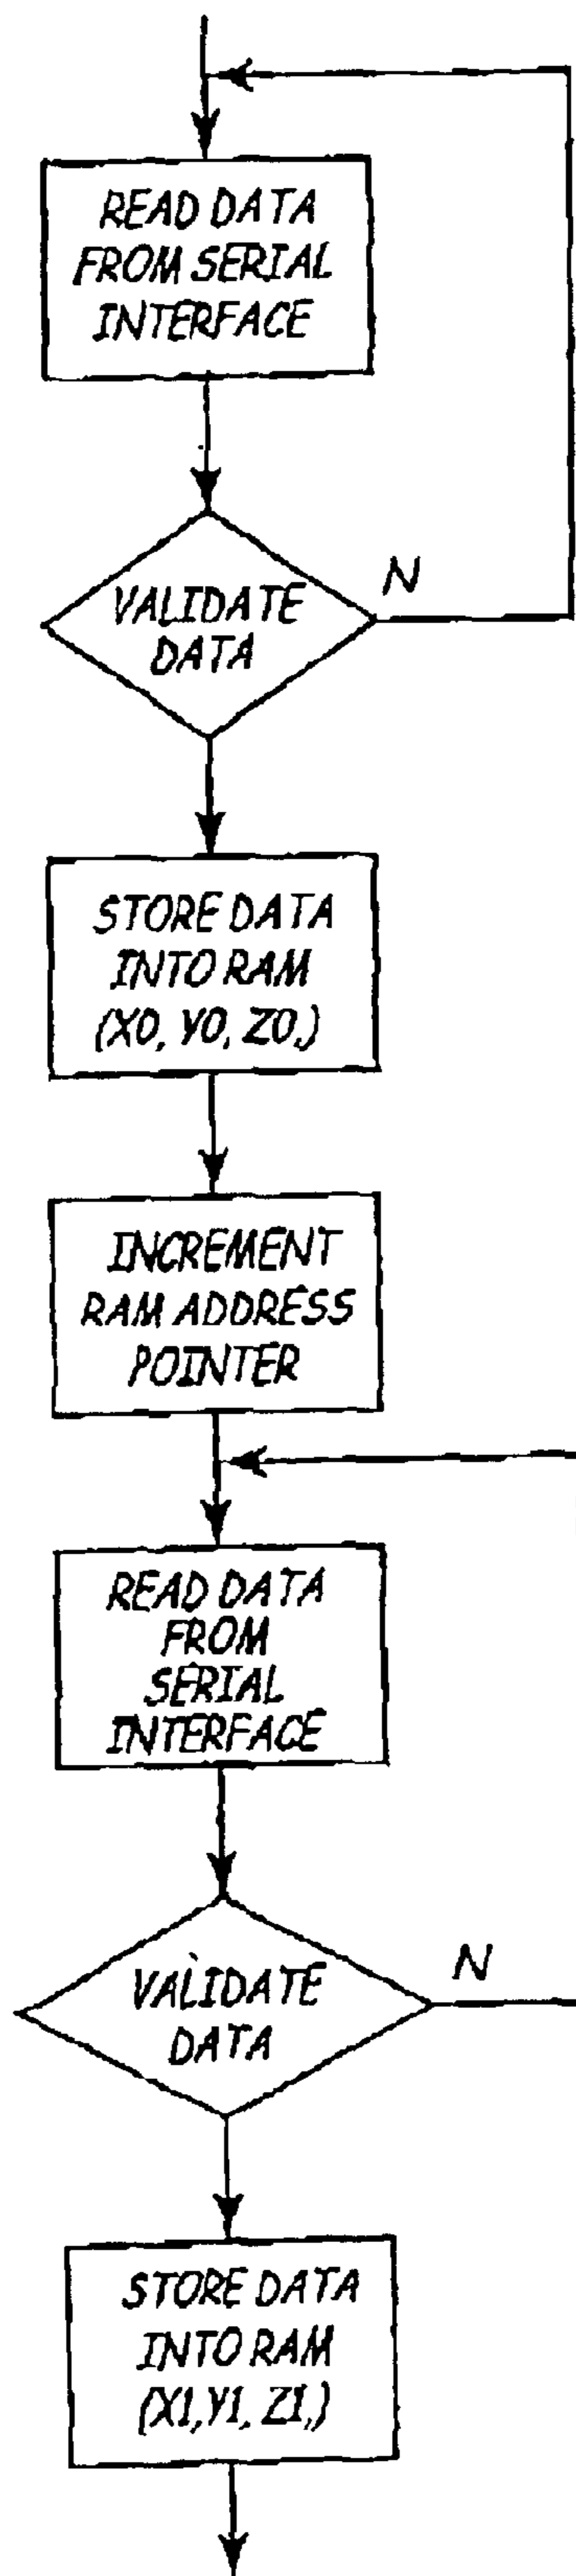 READ DATA
FROM SERIAL
INTERFACE
N
VALIDATE
DATA
STORE DATA
INTO RAM
(X0, Y0, Z0,)
INCREMENT
RAM ADDRESS
POINTER
READ DATA
FROM
SERIAL
INTERFACE
N
VALIDATE
DATA
STORE DATA
INTO RAM
(X1,Y1, Z1,)